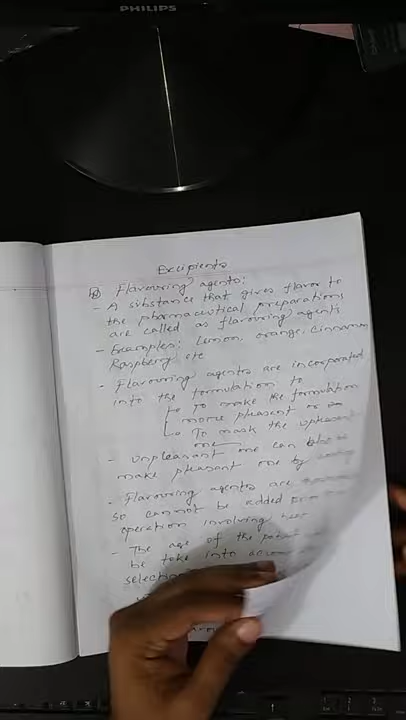 PHILIPS
Excipients
Flavouring agents:
- A substance that gives flavor to
the pharmaceutical preparations
are called as flavouring agents
- Examples: Lemon, orange, Cinnamon
Raspberry etc
- Flavouring agents are incorporated
into the formulation to
To make the formulation
more pleasent or
To mask the
one
- Unpleasant one can
make pleasant one by
- Flavouring agents are
so cannot be added
operation involving
- The age of the
be take into
selection